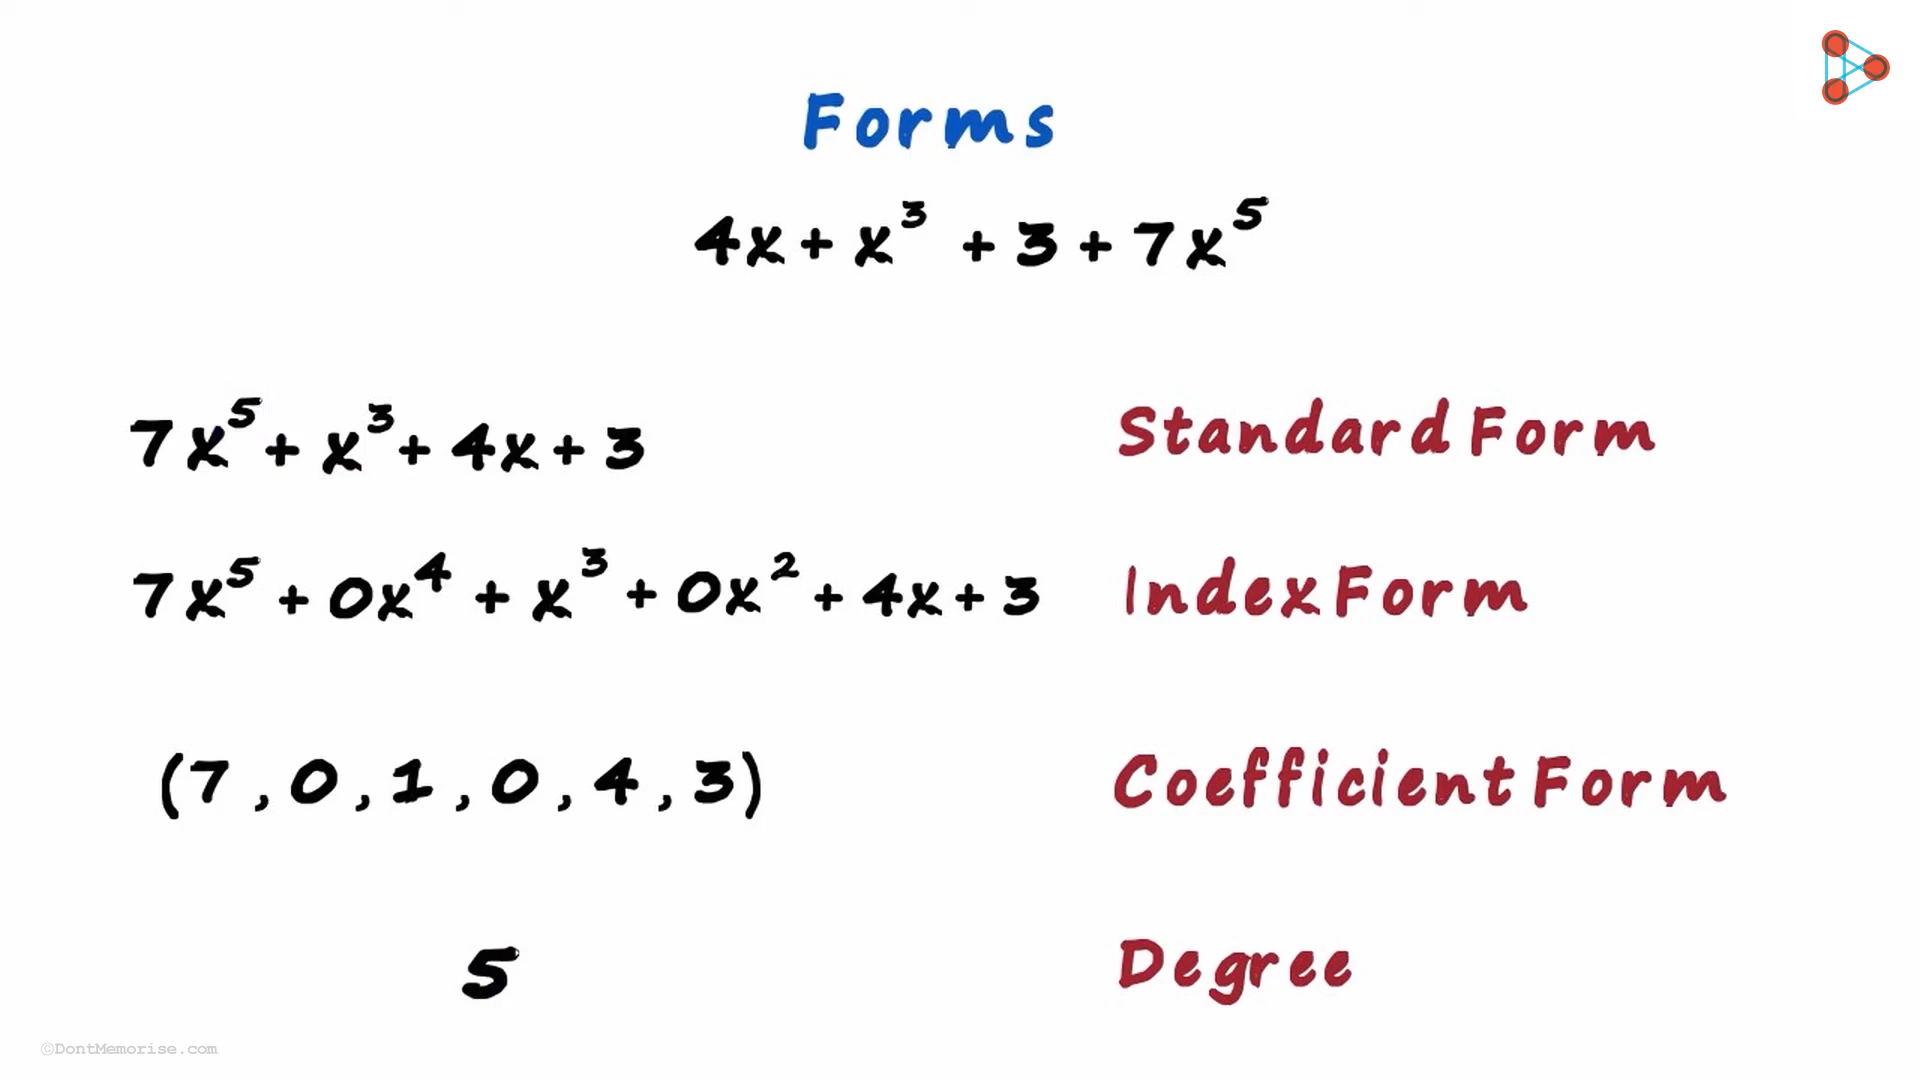 Forms
4x + x³ + 3 + 7x⁵
7x⁵ + x³ + 4x + 3 Standard Form
7x⁵ + 0x⁴ + x³ + 0x² + 4x + 3 Index Form
(7 , 0 , 1 , 0 , 4 , 3) Coefficient Form
5 Degree
©DontMemorise.com